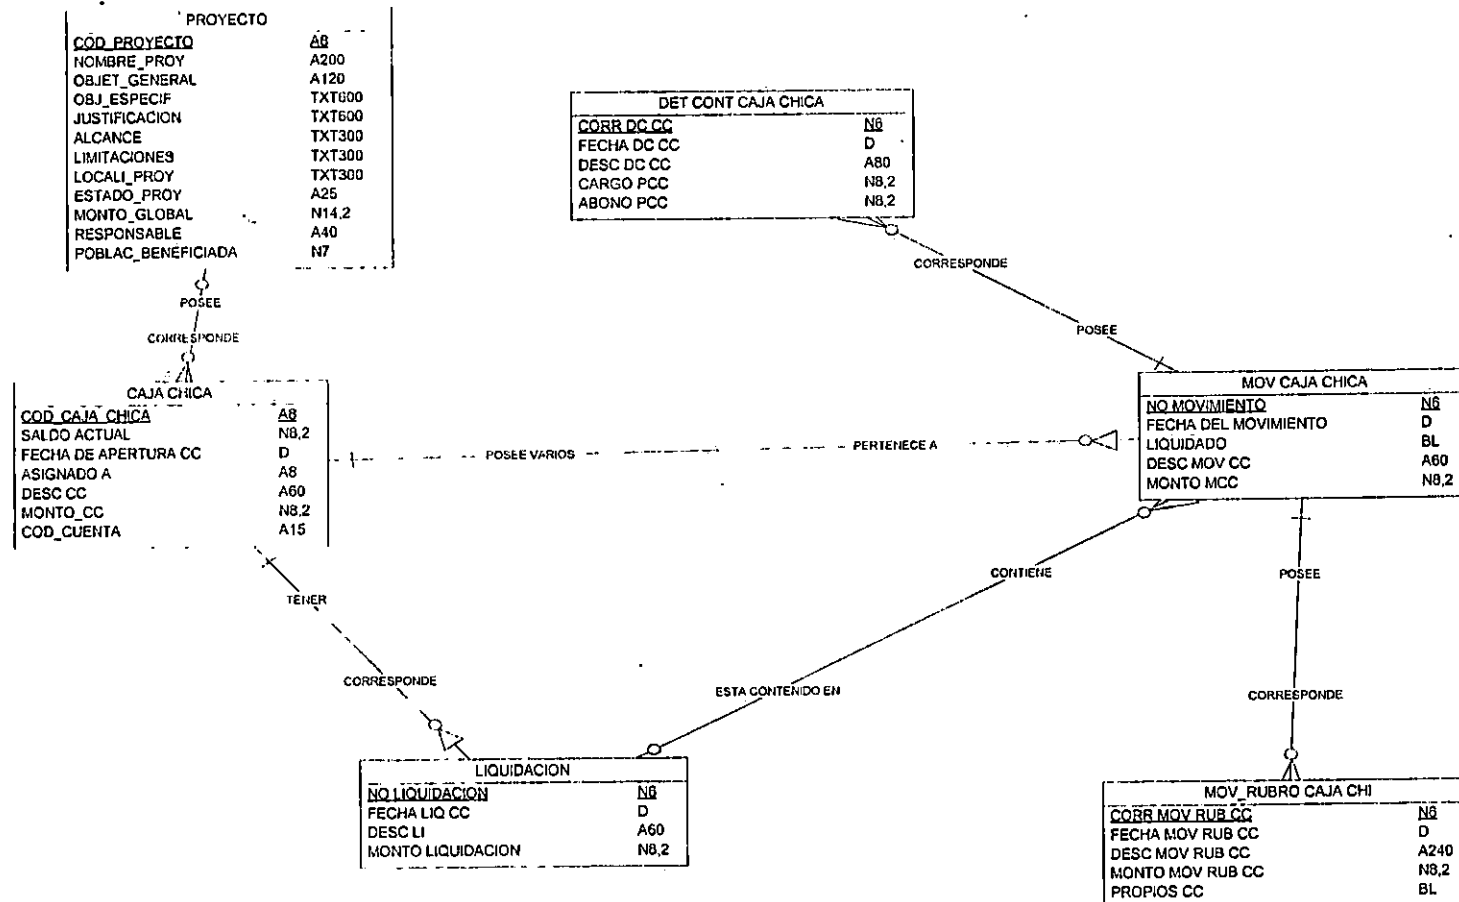 PROYECTO
COD_PROYECTO A8
NOMBRE_PROY A200
OBJET_GENERAL A120
OBJ_ESPECIF TXT600
JUSTIFICACION TXT600
ALCANCE TXT300
LIMITACIONES TXT300
LOCALI_PROY TXT300
ESTADO_PROY A25
MONTO_GLOBAL N14,2
RESPONSABLE A40
POBLAC_BENEFICIADA N7
DET CONT CAJA CHICA
CORR DC CC N6
FECHA DC CC D
DESC DC CC A80
CARGO PCC N8,2
ABONO PCC N8,2
CORRESPONDE
POSEE
POSEE
CORRESPONDE
CAJA CHICA
COD_CAJA_CHICA A8
SALDO ACTUAL N8,2
FECHA DE APERTURA CC D
ASIGNADO A A8
DESC CC A60
MONTO_CC N8,2
COD_CUENTA A15
POSEE VARIOS
PERTENECE A
MOV CAJA CHICA
NO MOVIMIENTO N6
FECHA DEL MOVIMIENTO D
LIQUIDADO BL
DESC MOV CC A60
MONTO MCC N8,2
TENER
CORRESPONDE
CONTIENE
ESTA CONTENIDO EN
POSEE
CORRESPONDE
LIQUIDACION
NO LIQUIDACION N6
FECHA LIQ CC D
DESC LI A60
MONTO LIQUIDACION N8,2
MOV_RUBRO CAJA CHI
CORR MOV RUB CC N6
FECHA MOV RUB CC D
DESC MOV RUB CC A240
MONTO MOV RUB CC N8,2
PROPIOS CC BL